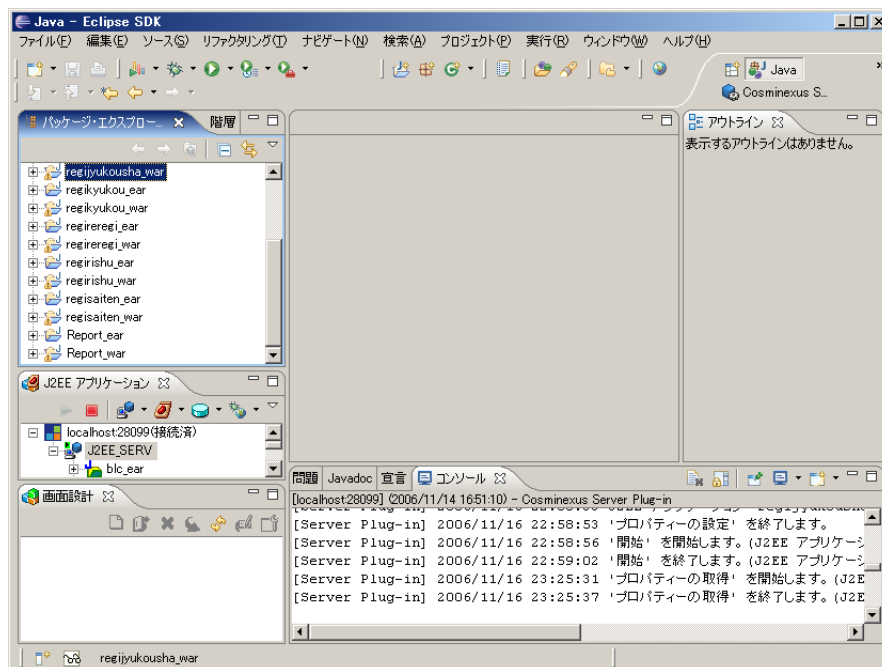 Java - Eclipse SDK
ファイル(F) 編集(E) ソース(S) リファクタリング(T) ナビゲート(N) 検索(A) プロジェクト(P) 実行(R) ウィンドウ(W) ヘルプ(H)
Java
»
Cosminexus S...
パッケージ・エクスプロー... 階層
regijyukousha_war
regikyukou_ear
regikyukou_war
regireregi_ear
regireregi_war
regirishu_ear
regirishu_war
regisaiten_ear
regisaiten_war
Report_ear
Report_war
アウトライン
表示するアウトラインはありません。
J2EE アプリケーション
localhost:28099(接続済)
J2EE_SERV
blc_ear
画面設計
問題 Javadoc 宣言 コンソール
[localhost:28099] (2006/11/14 16:51:10) - Cosminexus Server Plug-in
[Server Plug-in] 2006/11/16 22:58:53 'プロパティーの設定' を終了します。
[Server Plug-in] 2006/11/16 22:58:56 '開始' を開始します。(J2EE アプリケーシ
[Server Plug-in] 2006/11/16 22:59:02 '開始' を終了します。(J2EE アプリケーシ
[Server Plug-in] 2006/11/16 23:25:31 'プロパティーの取得' を開始します。(J2E
[Server Plug-in] 2006/11/16 23:25:37 'プロパティーの取得' を終了します。(J2E
regijyukousha_war